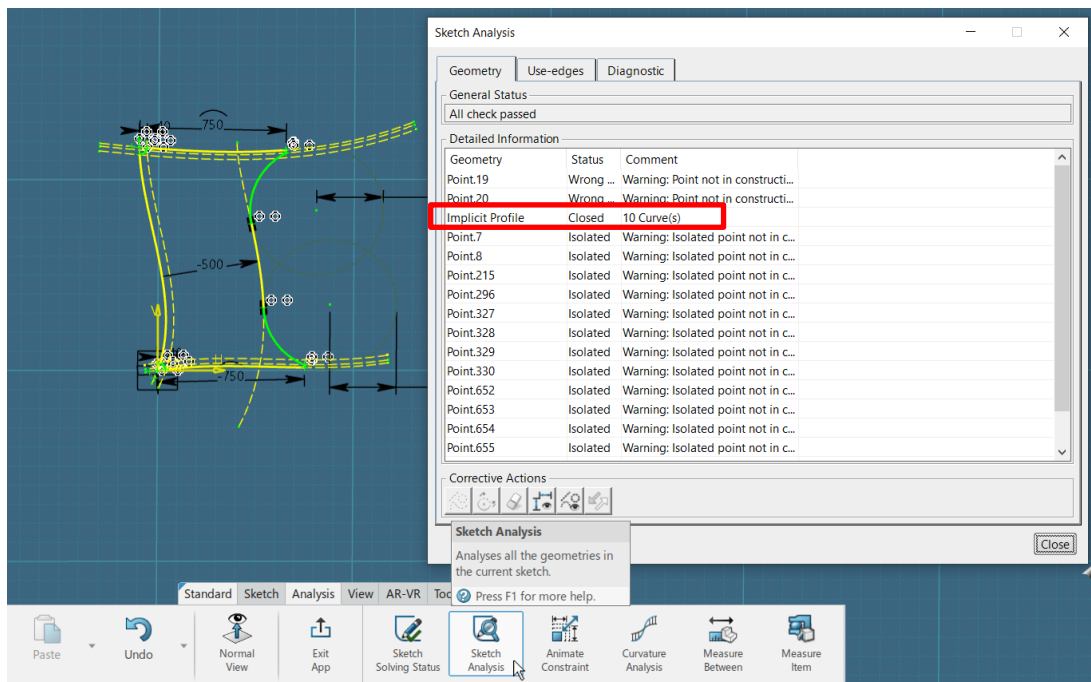 Sketch Analysis
Geometry
Use-edges
Diagnostic
General Status
All check passed
Detailed Information
Geometry Status Comment
Point.19 Wrong ... Warning: Point not in constructi...
Point.20 Wrong ... Warning: Point not in constructi...
Implicit Profile Closed 10 Curve(s)
Point.7 Isolated Warning: Isolated point not in c...
Point.8 Isolated Warning: Isolated point not in c...
Point.215 Isolated Warning: Isolated point not in c...
Point.296 Isolated Warning: Isolated point not in c...
Point.327 Isolated Warning: Isolated point not in c...
Point.328 Isolated Warning: Isolated point not in c...
Point.329 Isolated Warning: Isolated point not in c...
Point.330 Isolated Warning: Isolated point not in c...
Point.652 Isolated Warning: Isolated point not in c...
Point.653 Isolated Warning: Isolated point not in c...
Point.654 Isolated Warning: Isolated point not in c...
Point.655 Isolated Warning: Isolated point not in c...
Corrective Actions
Close
750
-500
-750
H
V
Sketch Analysis
Analyses all the geometries in
the current sketch.
Press F1 for more help.
Standard Sketch Analysis View AR-VR Toc
Paste
Undo
Normal
View
Exit
App
Sketch
Solving Status
Sketch
Analysis
Animate
Constraint
Curvature
Analysis
Measure
Between
Measure
Item